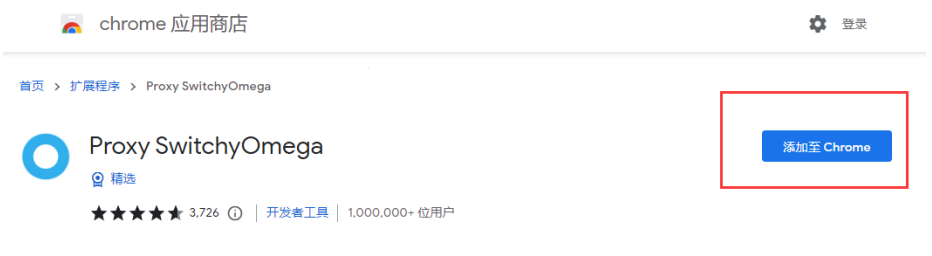 chrome 应用商店
登录
首页 > 扩展程序 > Proxy SwitchyOmega
Proxy SwitchyOmega
添加至 Chrome
精选
3,726 | 开发者工具 | 1,000,000+ 位用户